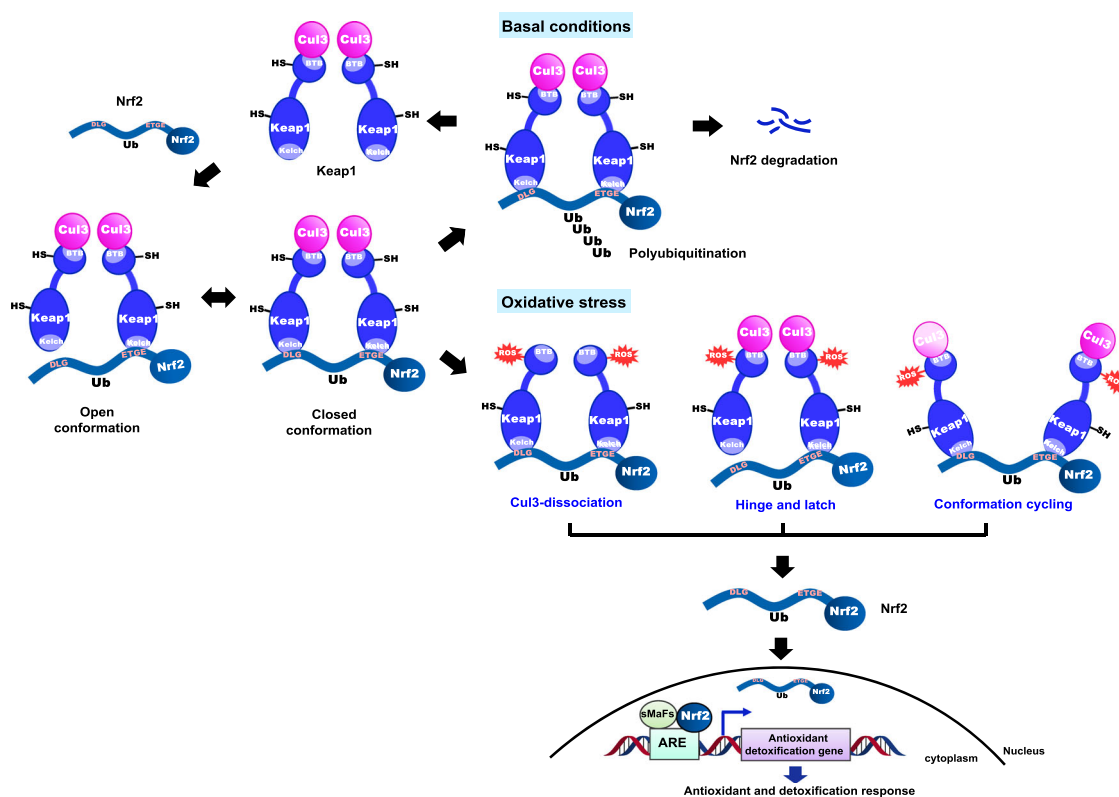 Basal conditions
Cul3 Cul3
HS BTB SH
HS Keap1 Keap1 SH
Kelch Kelch
Keap1
Nrf2
DLG ETGE
Ub Nrf2
Cul3 Cul3
HS BTB BTB SH
HS Keap1 Keap1 SH
Kelch
DLG ETGE
Ub Nrf2
Ub
Ub
Ub
Polyubiquitination
Nrf2 degradation
Cul3 Cul3
HS BTB BTB SH
HS Keap1 Keap1 SH
Kelch Kelch
DLG ETGE
Ub Nrf2
Open
conformation
Cul3 Cul3
HS BTB BTB SH
HS Keap1 Keap1 SH
Kelch Kelch
DLG ETGE
Ub Nrf2
Closed
conformation
Oxidative stress
ROS BTB BTB ROS
HS Keap1 Keap1 SH
Kelch Kelch
DLG ETGE
Ub Nrf2
Cul3-dissociation
Cul3 Cul3
ROS BTB BTB ROS
HS Keap1 Keap1 SH
Kelch Kelch
DLG ETGE
Ub Nrf2
Hinge and latch
Cul3 Cul3
ROS BTB BTB ROS
HS Keap1 Keap1 SH
Kelch Kelch
DLG ETGE
Ub Nrf2
Conformation cycling
DLG ETGE
Ub Nrf2
Nrf2
DLG ETGE
Ub Nrf2
sMaFs Nrf2
ARE
Antioxidant
detoxification gene
cytoplasm
Nucleus
Antioxidant and detoxification response